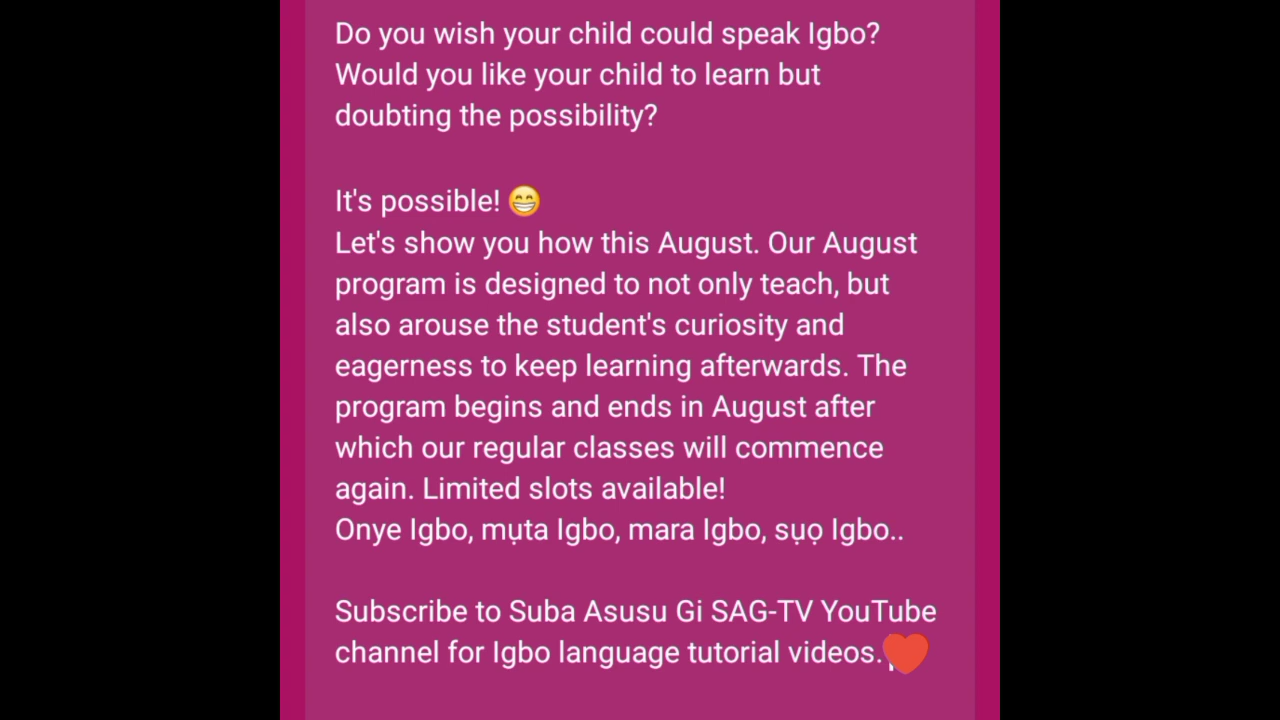 Do you wish your child could speak Igbo?
Would you like your child to learn but
doubting the possibility?
It's possible! 😁
Let's show you how this August. Our August
program is designed to not only teach, but
also arouse the student's curiosity and
eagerness to keep learning afterwards. The
program begins and ends in August after
which our regular classes will commence
again. Limited slots available!
Onye Igbo, mụta Igbo, mara Igbo, sụọ Igbo..
Subscribe to Suba Asusu Gi SAG-TV YouTube
channel for Igbo language tutorial videos.